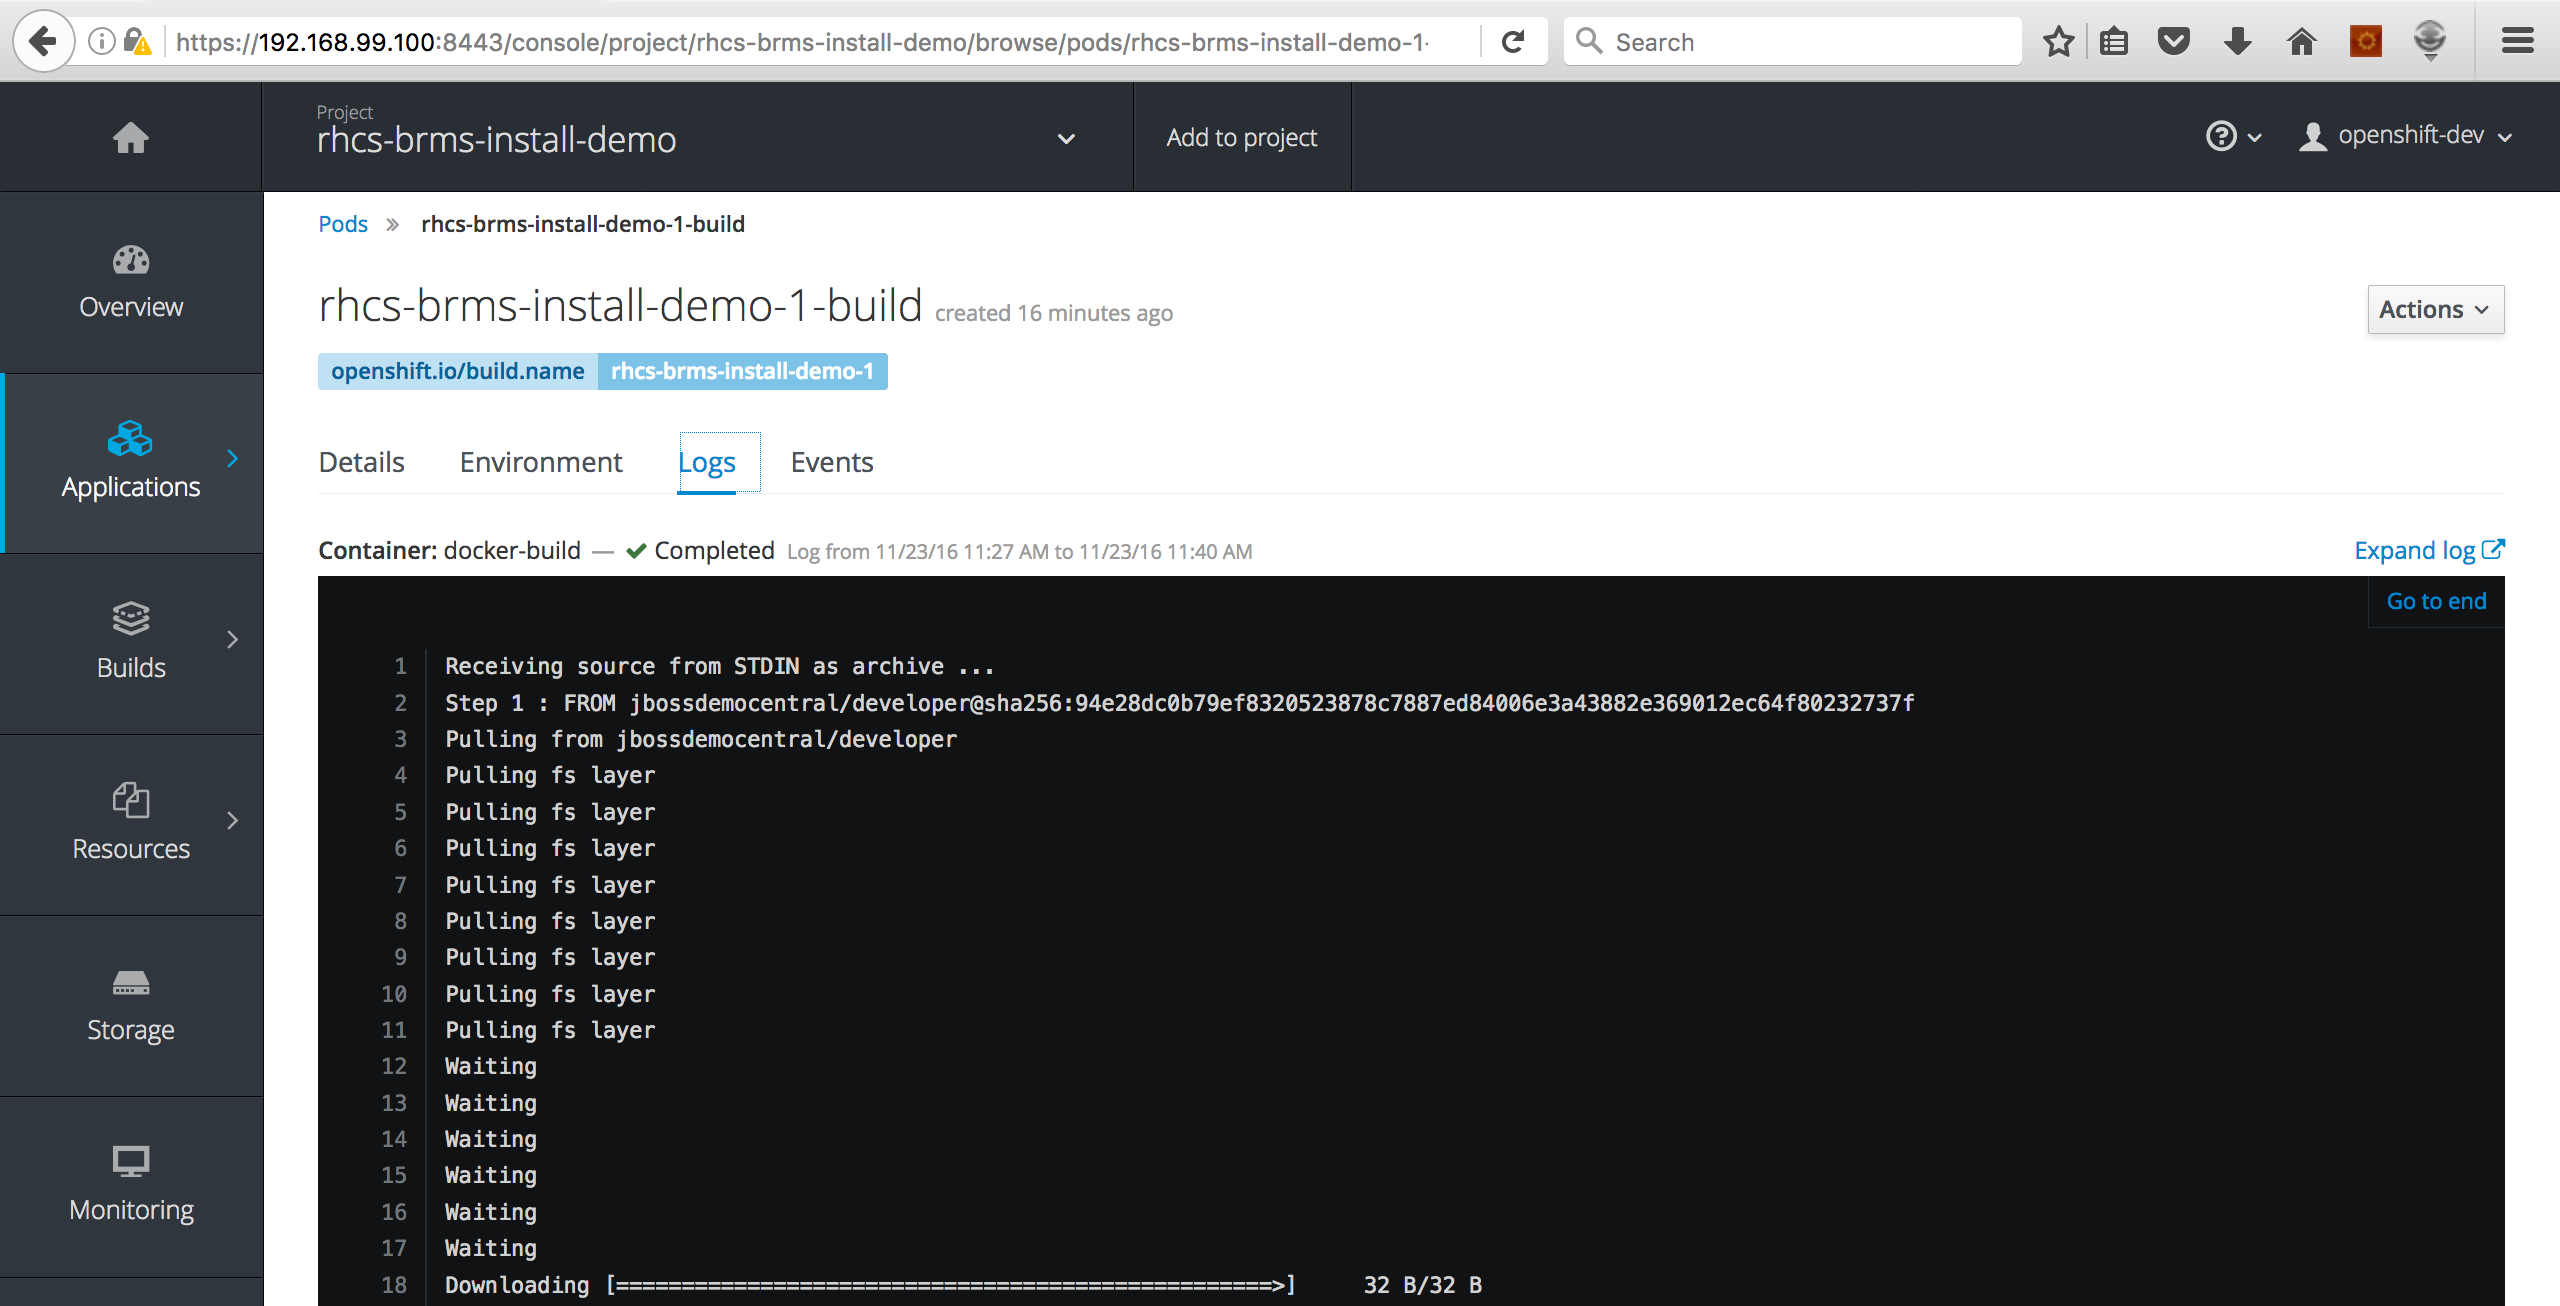 https://192.168.99.100:8443/console/project/rhcs-brms-install-demo/browse/pods/rhcs-brms-install-demo-1-
Search
Project
rhcs-brms-install-demo
Add to project
openshift-dev
Overview
Applications
Builds
Resources
Storage
Monitoring
Pods » rhcs-brms-install-demo-1-build
rhcs-brms-install-demo-1-build created 16 minutes ago
Actions
openshift.io/build.name rhcs-brms-install-demo-1
Details Environment Logs Events
Container: docker-build — Completed Log from 11/23/16 11:27 AM to 11/23/16 11:40 AM
Expand log
Go to end
1 Receiving source from STDIN as archive ...
2 Step 1 : FROM jbossdemocentral/developer@sha256:94e28dc0b79ef8320523878c7887ed84006e3a43882e369012ec64f80232737f
3 Pulling from jbossdemocentral/developer
4 Pulling fs layer
5 Pulling fs layer
6 Pulling fs layer
7 Pulling fs layer
8 Pulling fs layer
9 Pulling fs layer
10 Pulling fs layer
11 Pulling fs layer
12 Waiting
13 Waiting
14 Waiting
15 Waiting
16 Waiting
17 Waiting
18 Downloading [==================================================>] 32 B/32 B